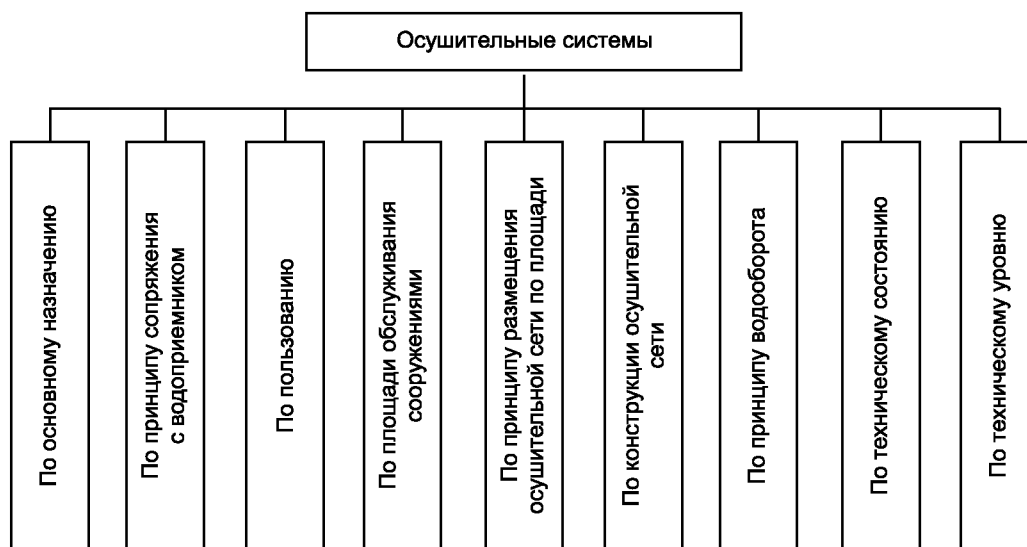 Осушительные системы
По основному назначению
По принципу сопряжения
с водоприемником
По пользованию
По площади обслуживания
сооружениями
По принципу размещения
осушительной сети по площади
По конструкции осушительной
сети
По принципу водооборота
По техническому состоянию
По техническому уровню